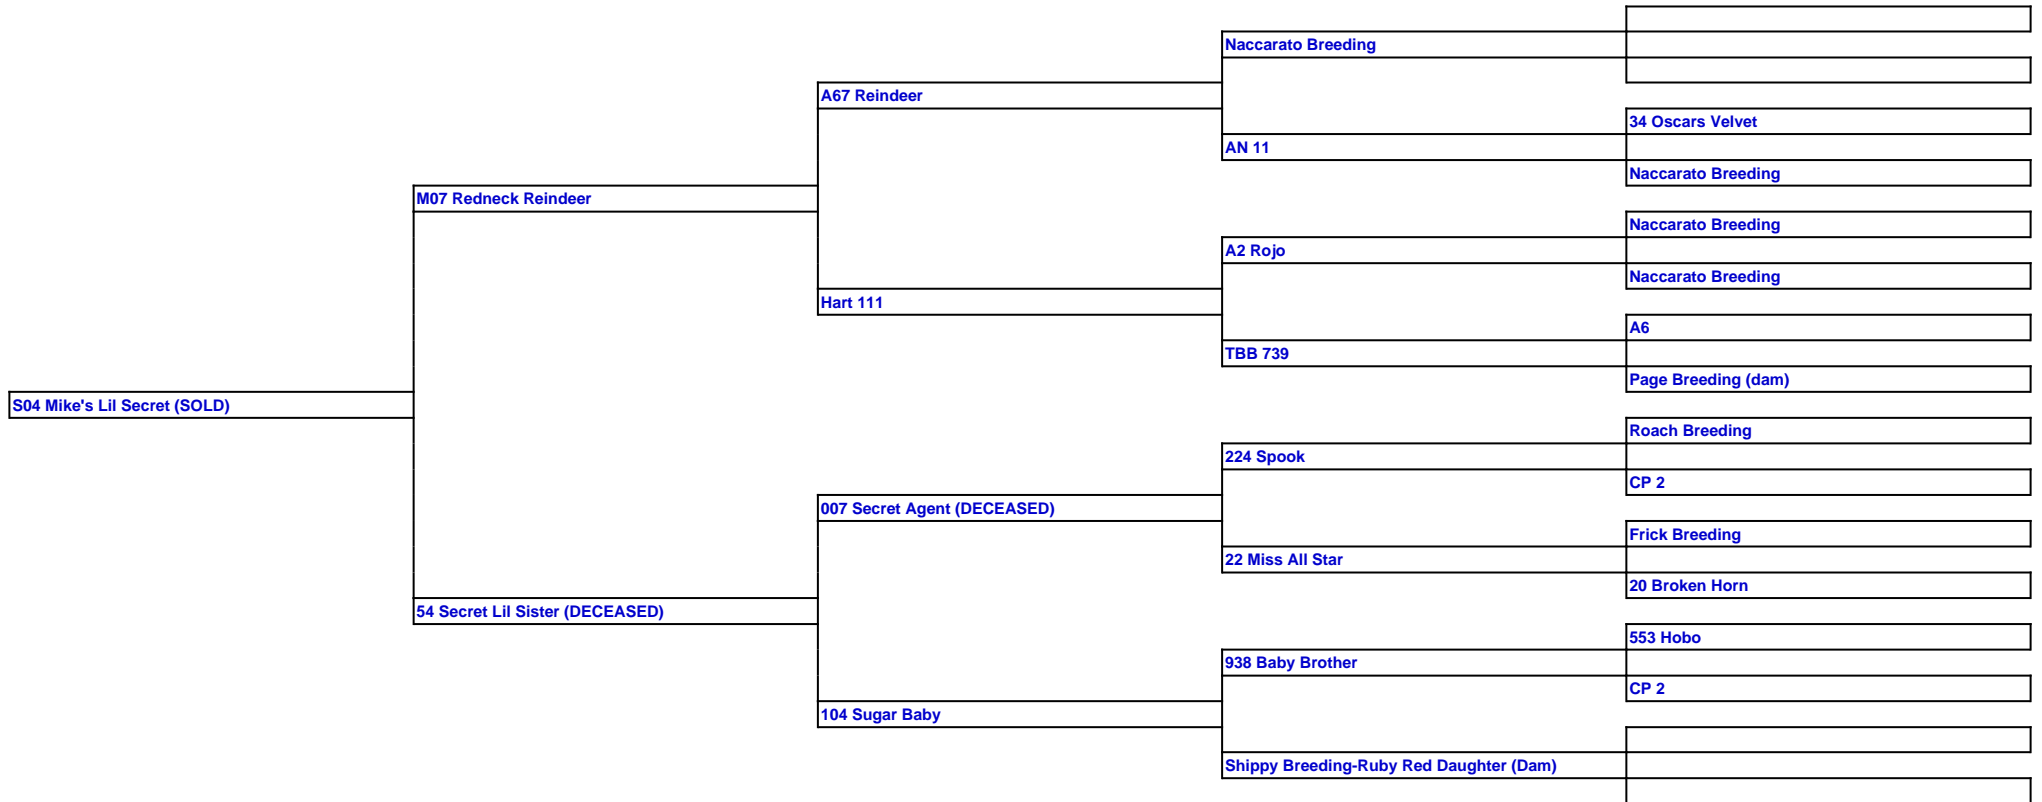 Naccarato Breeding
A67 Reindeer
34 Oscars Velvet
AN 11
Naccarato Breeding
M07 Redneck Reindeer
Naccarato Breeding
A2 Rojo
Naccarato Breeding
Hart 111
A6
TBB 739
Page Breeding (dam)
S04 Mike's Lil Secret (SOLD)
Roach Breeding
224 Spook
CP 2
007 Secret Agent (DECEASED)
Frick Breeding
22 Miss All Star
20 Broken Horn
54 Secret Lil Sister (DECEASED)
553 Hobo
938 Baby Brother
CP 2
104 Sugar Baby
Shippy Breeding-Ruby Red Daughter (Dam)